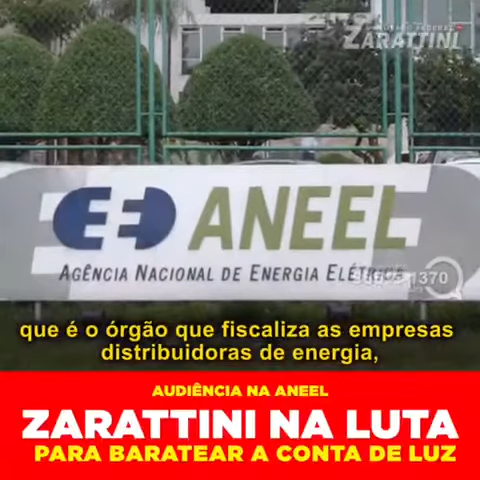 ZARATTINI
ANEEL
AGÊNCIA NACIONAL DE ENERGIA ELÉTRICA
1370
que é o órgão que fiscaliza as empresas
distribuidoras de energia,
AUDIÊNCIA NA ANEEL
ZARATTINI NA LUTA
PARA BARATEAR A CONTA DE LUZ